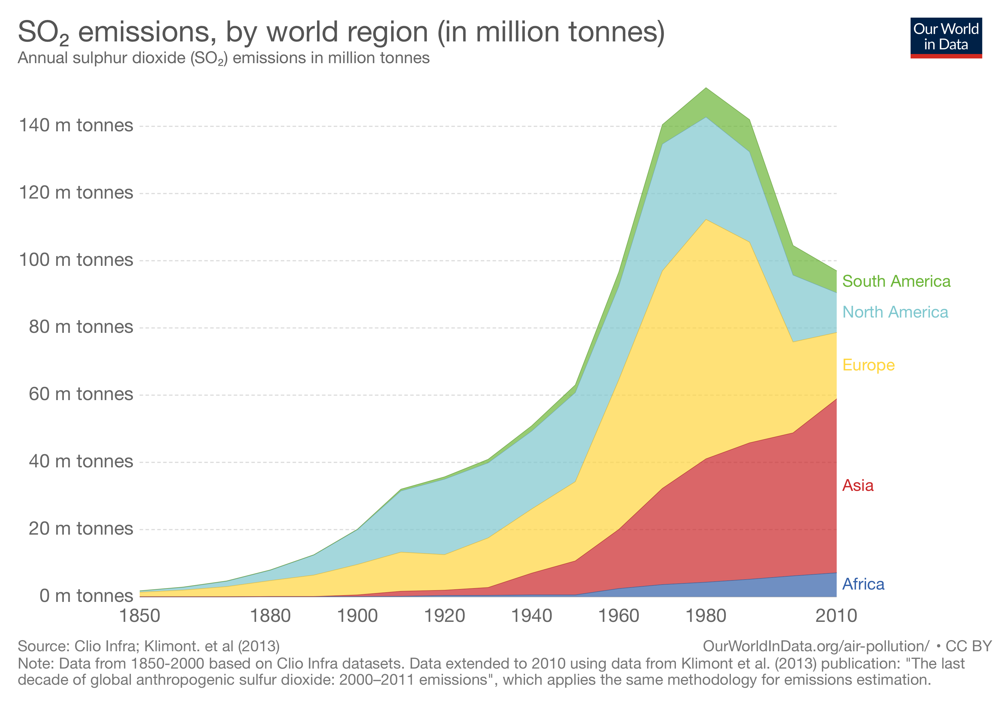 SO₂ emissions, by world region (in million tonnes)
Annual sulphur dioxide (SO₂) emissions in million tonnes
Our World
in Data
140 m tonnes
120 m tonnes
100 m tonnes
80 m tonnes
60 m tonnes
40 m tonnes
20 m tonnes
0 m tonnes
South America
North America
Europe
Asia
Africa
1850 1880 1900 1920 1940 1960 1980 2010
Source: Clio Infra; Klimont. et al (2013)
OurWorldInData.org/air-pollution/ • CC BY
Note: Data from 1850-2000 based on Clio Infra datasets. Data extended to 2010 using data from Klimont et al. (2013) publication: "The last
decade of global anthropogenic sulfur dioxide: 2000–2011 emissions", which applies the same methodology for emissions estimation.